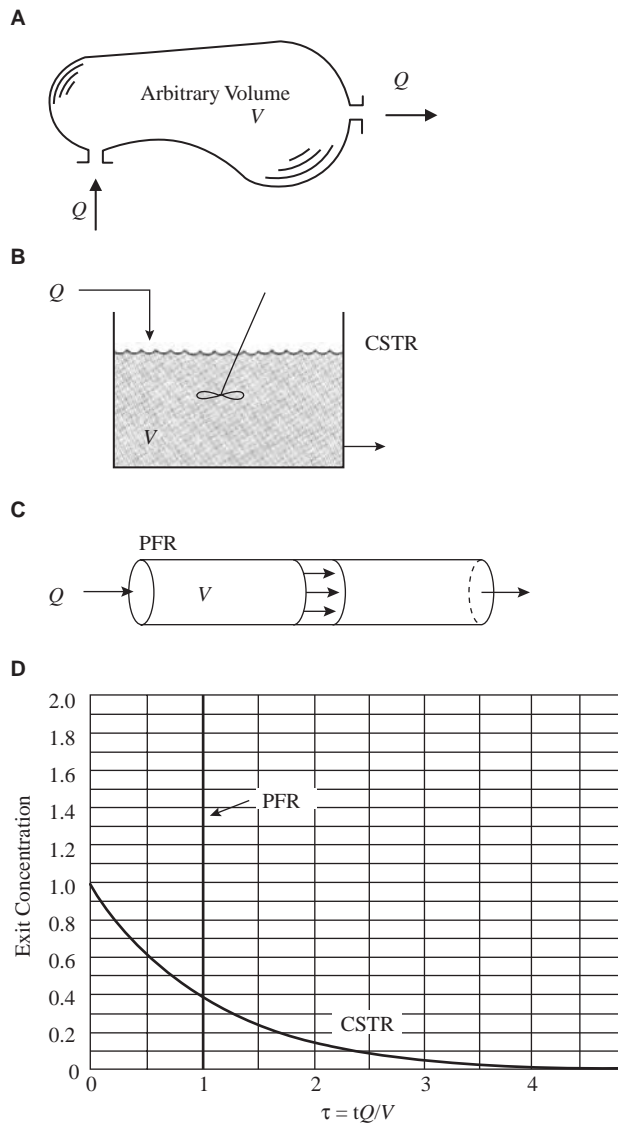 A
Arbitrary Volume
V
Q
Q
B
Q
CSTR
V
C
PFR
Q
V
D
2.0
1.8
1.6
PFR
1.4
1.2
1.0
0.8
0.6
0.4
CSTR
0.2
0
Exit Concentration
0 1 2 3 4
τ = tQ/V